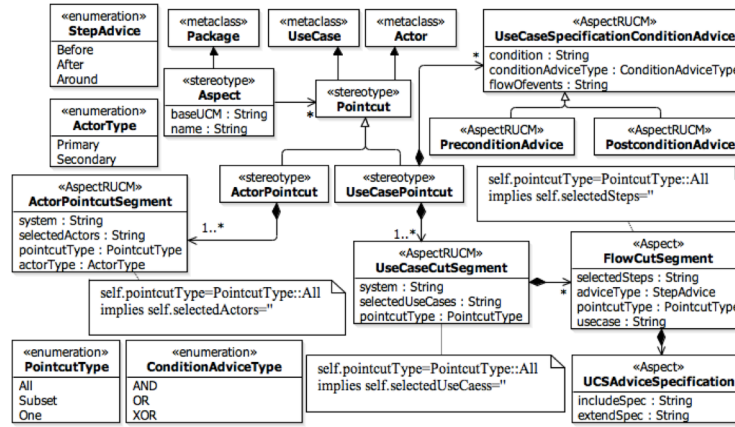 «enumeration»
StepAdvice
Before
After
Around
«metaclass»
Package
«metaclass»
UseCase
«metaclass»
Actor
«AspectRUCM»
UseCaseSpecificationConditionAdvice
condition : String
conditionAdviceType : ConditionAdviceType
flowOfevents : String
*
«stereotype»
Aspect
baseUCM : String
name : String
*
«stereotype»
Pointcut
«enumeration»
ActorType
Primary
Secondary
«AspectRUCM»
PreconditionAdvice
«AspectRUCM»
PostconditionAdvice
«stereotype»
ActorPointcut
«stereotype»
UseCasePointcut
self.pointcutType=PointcutType::All
implies self.selectedSteps=''
«AspectRUCM»
ActorPointcutSegment
system : String
selectedActors : String
pointcutType : PointcutType
actorType : ActorType
1..*
1..*
«AspectRUCM»
UseCaseCutSegment
system : String
selectedUseCases : String
pointcutType : PointcutType
*
«Aspect»
FlowCutSegment
selectedSteps : String
adviceType : StepAdvice
pointcutType : PointcutType
usecase : String
self.pointcutType=PointcutType::All
implies self.selectedActors=''
«enumeration»
PointcutType
All
Subset
One
«enumeration»
ConditionAdviceType
AND
OR
XOR
self.pointcutType=PointcutType::All
implies self.selectedUseCaess=''
«Aspect»
UCSAdviceSpecification
includeSpec : String
extendSpec : String